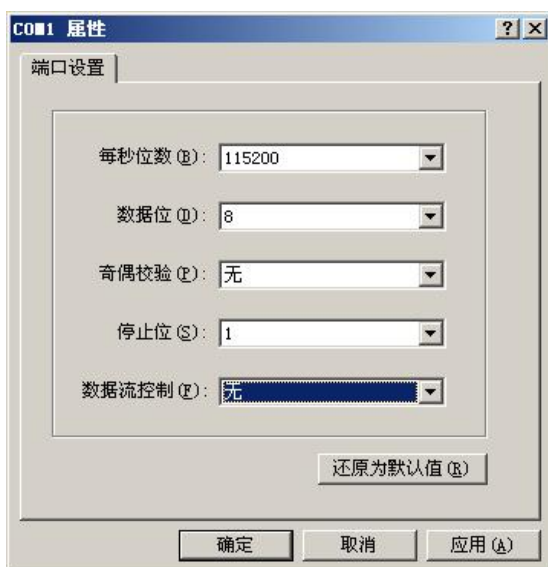 COM1 属性
端口设置
每秒位数(B): 115200
数据位(D): 8
奇偶校验(P): 无
停止位(S): 1
数据流控制(F): 无
还原为默认值(R)
确定 取消 应用(A)